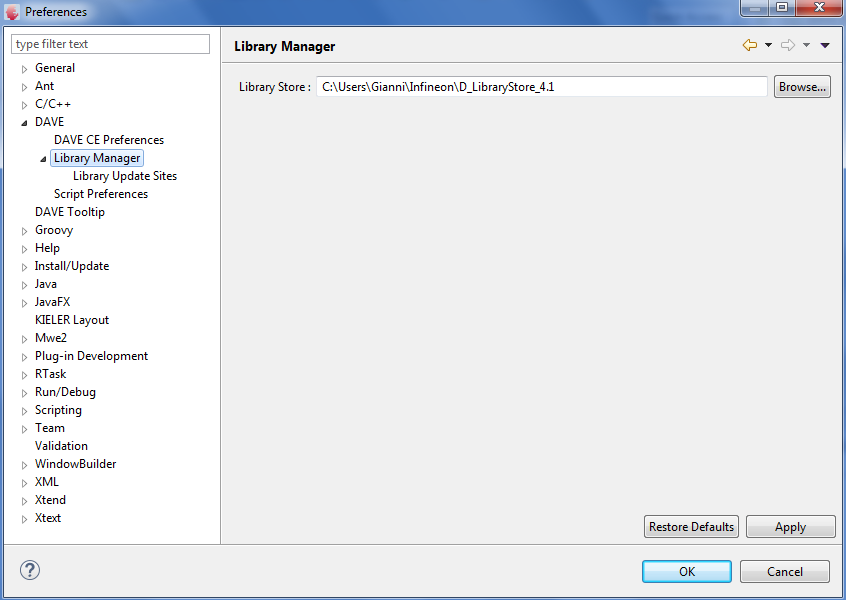 Preferences
type filter text
General
Ant
C/C++
DAVE
DAVE CE Preferences
Library Manager
Library Update Sites
Script Preferences
DAVE Tooltip
Groovy
Help
Install/Update
Java
JavaFX
KIELER Layout
Mwe2
Plug-in Development
RTask
Run/Debug
Scripting
Team
Validation
WindowBuilder
XML
Xtend
Xtext
Library Manager
Library Store : C:\Users\Gianni\Infineon\D_LibraryStore_4.1 Browse...
Restore Defaults Apply
? OK Cancel